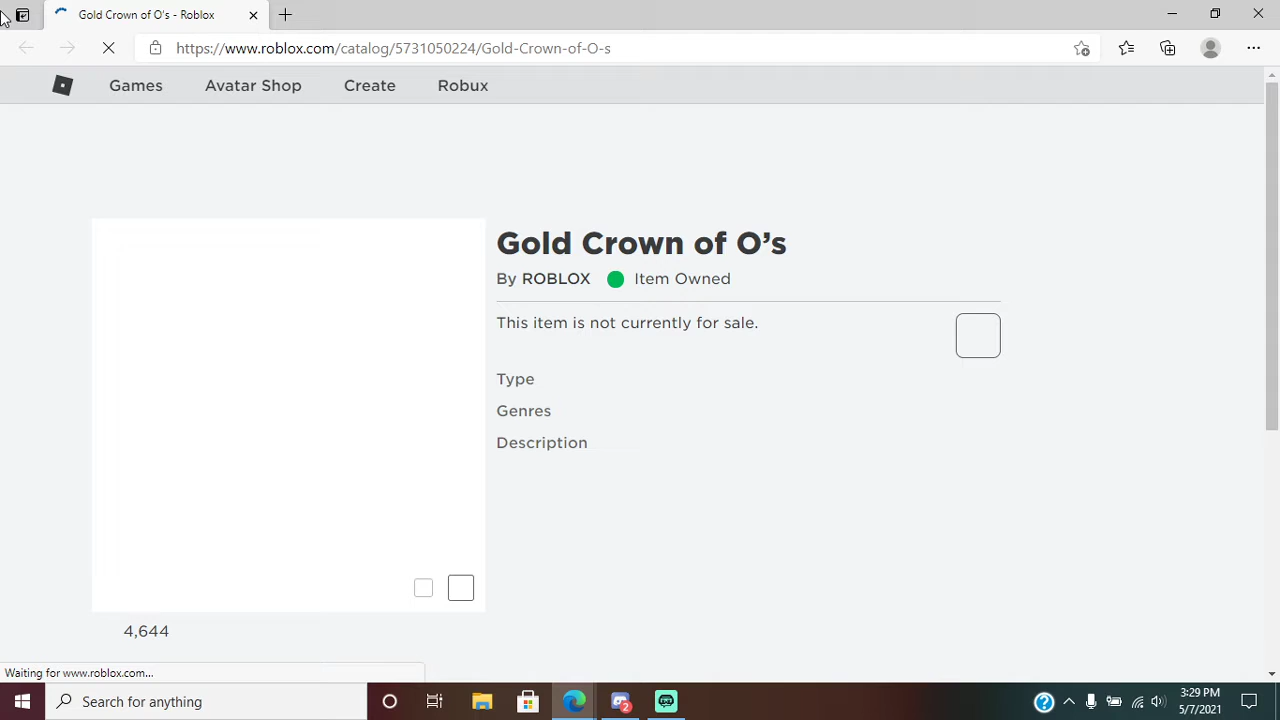 Gold Crown of O's - Roblox
https://www.roblox.com/catalog/5731050224/Gold-Crown-of-O-s
Games Avatar Shop Create Robux
Gold Crown of O’s
By ROBLOX Item Owned
This item is not currently for sale.
Type
Genres
Description
4,644
Waiting for www.roblox.com...
Search for anything
2
3:29 PM
5/7/2021